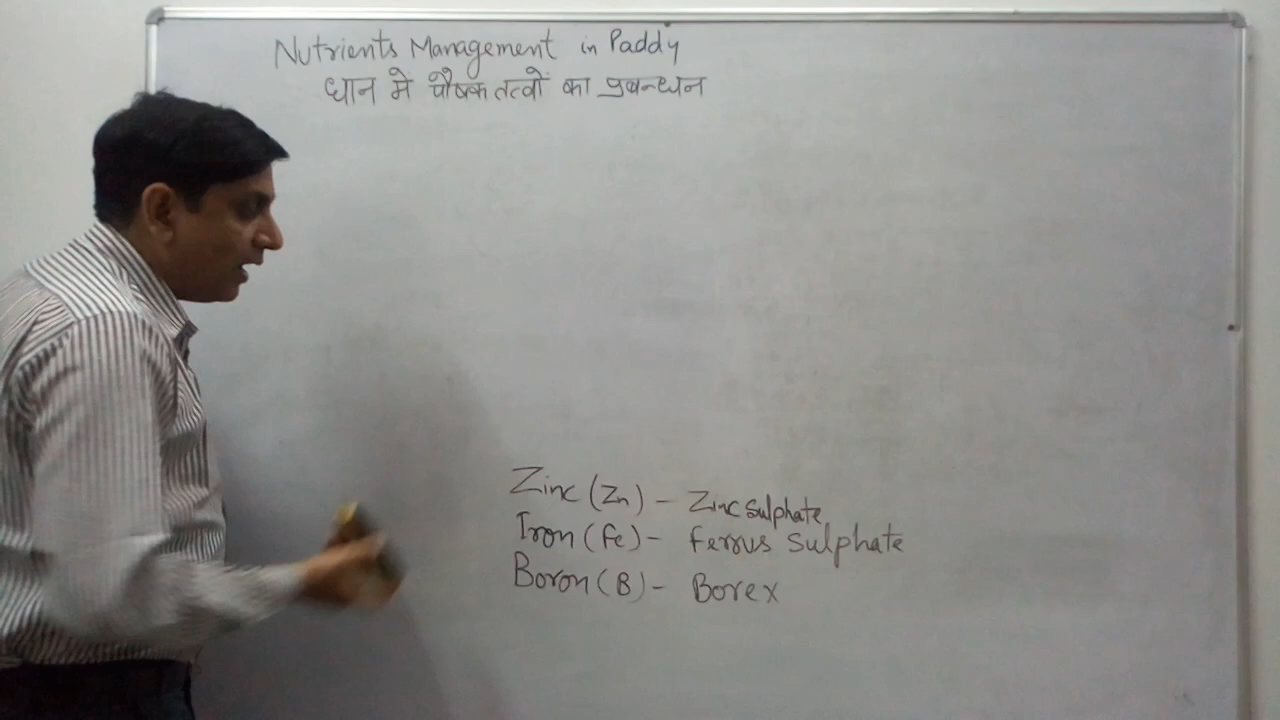 Nutrients Management in Paddy
धान मे पौषक तत्वों का प्रबन्धन
Zinc (Zn) - Zinc Sulphate
Iron (Fe) - Ferrus Sulphate
Boron (B) - Borex